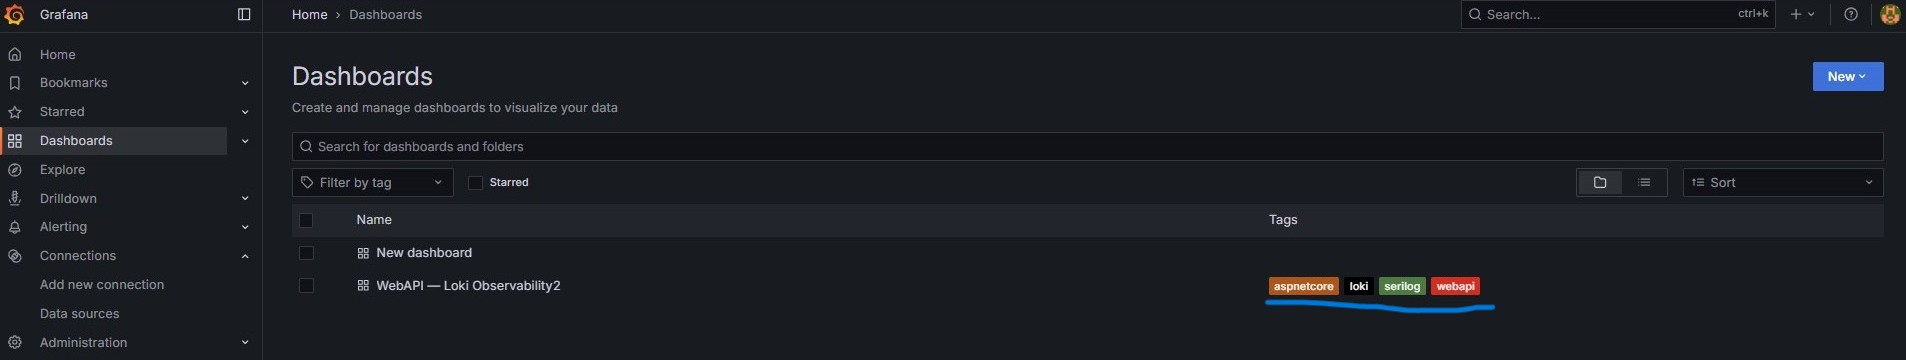 Grafana
Home › Dashboards
Search...
ctrl+k
Home
Bookmarks
Starred
Dashboards
Explore
Drilldown
Alerting
Connections
Add new connection
Data sources
Administration
Dashboards
New
Create and manage dashboards to visualize your data
Search for dashboards and folders
Filter by tag
Starred
Sort
Name Tags
New dashboard
WebAPI — Loki Observability2 aspnetcore loki serilog webapi